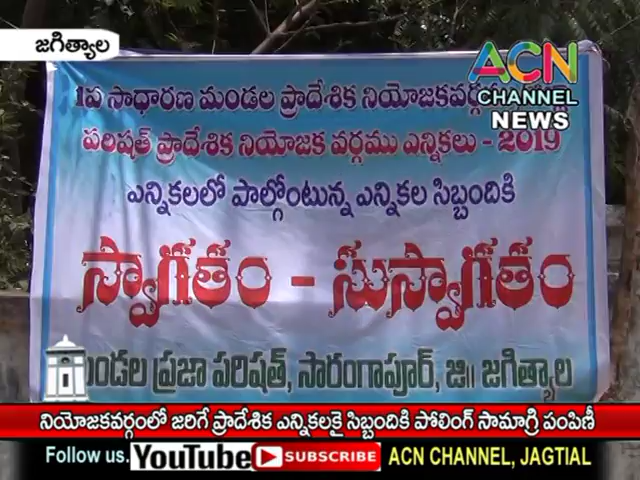 జగిత్యాల
ACN
CHANNEL
NEWS
1వ సాధారణ మండల ప్రాదేశిక నియోజకవర్గ
పరిషత్ ప్రాదేశిక నియోజక వర్గము ఎన్నికలు - 2019
ఎన్నికలలో పాల్గోంటున్న ఎన్నికల సిబ్బందికి
స్వాగతం - సుస్వాగతం
మండల ప్రజా పరిషత్, సారంగాపూర్, జి॥ జగిత్యాల
నియోజకవర్గంలో జరిగే ప్రాదేశిక ఎన్నికలకై సిబ్బందికి పోలింగ్ సామాగ్రి పంపిణీ
Follow us. YouTube SUBSCRIBE ACN CHANNEL, JAGTIAL